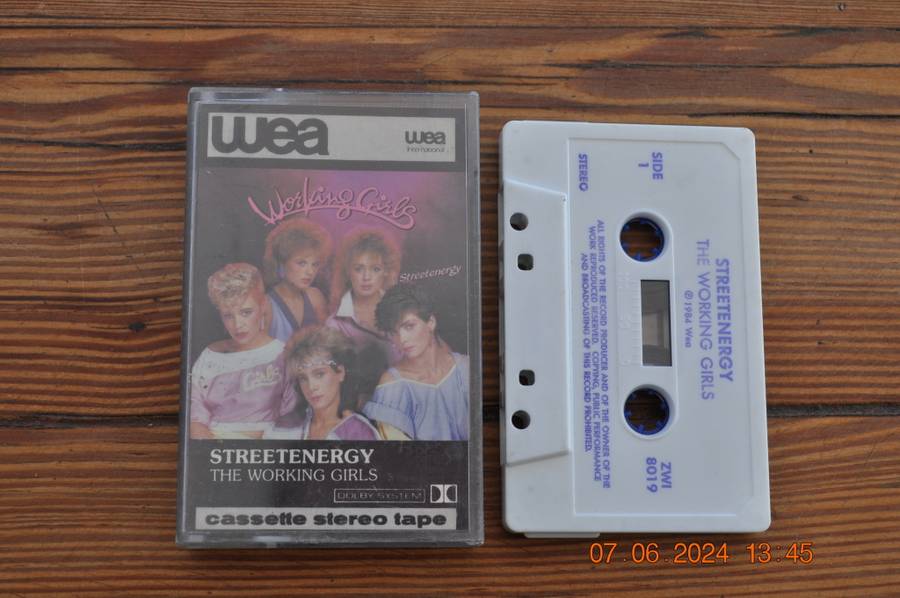 wea
wea
International
Working Girls
Streetenergy
Girls
STREETENERGY
THE WORKING GIRLS
DOLBY SYSTEM
cassette stereo tape
SIDE
1
STEREO
STREETENERGY
THE WORKING GIRLS
℗1984 Wea
ALL RIGHTS OF THE RECORD PRODUCER AND OF THE OWNER OF THE
WORK REPRODUCED RESERVED. COPYING, PUBLIC PERFORMANCE
AND BROADCASTING OF THIS RECORD PROHIBITED.
ZWI
8019
07.06.2024 13:45